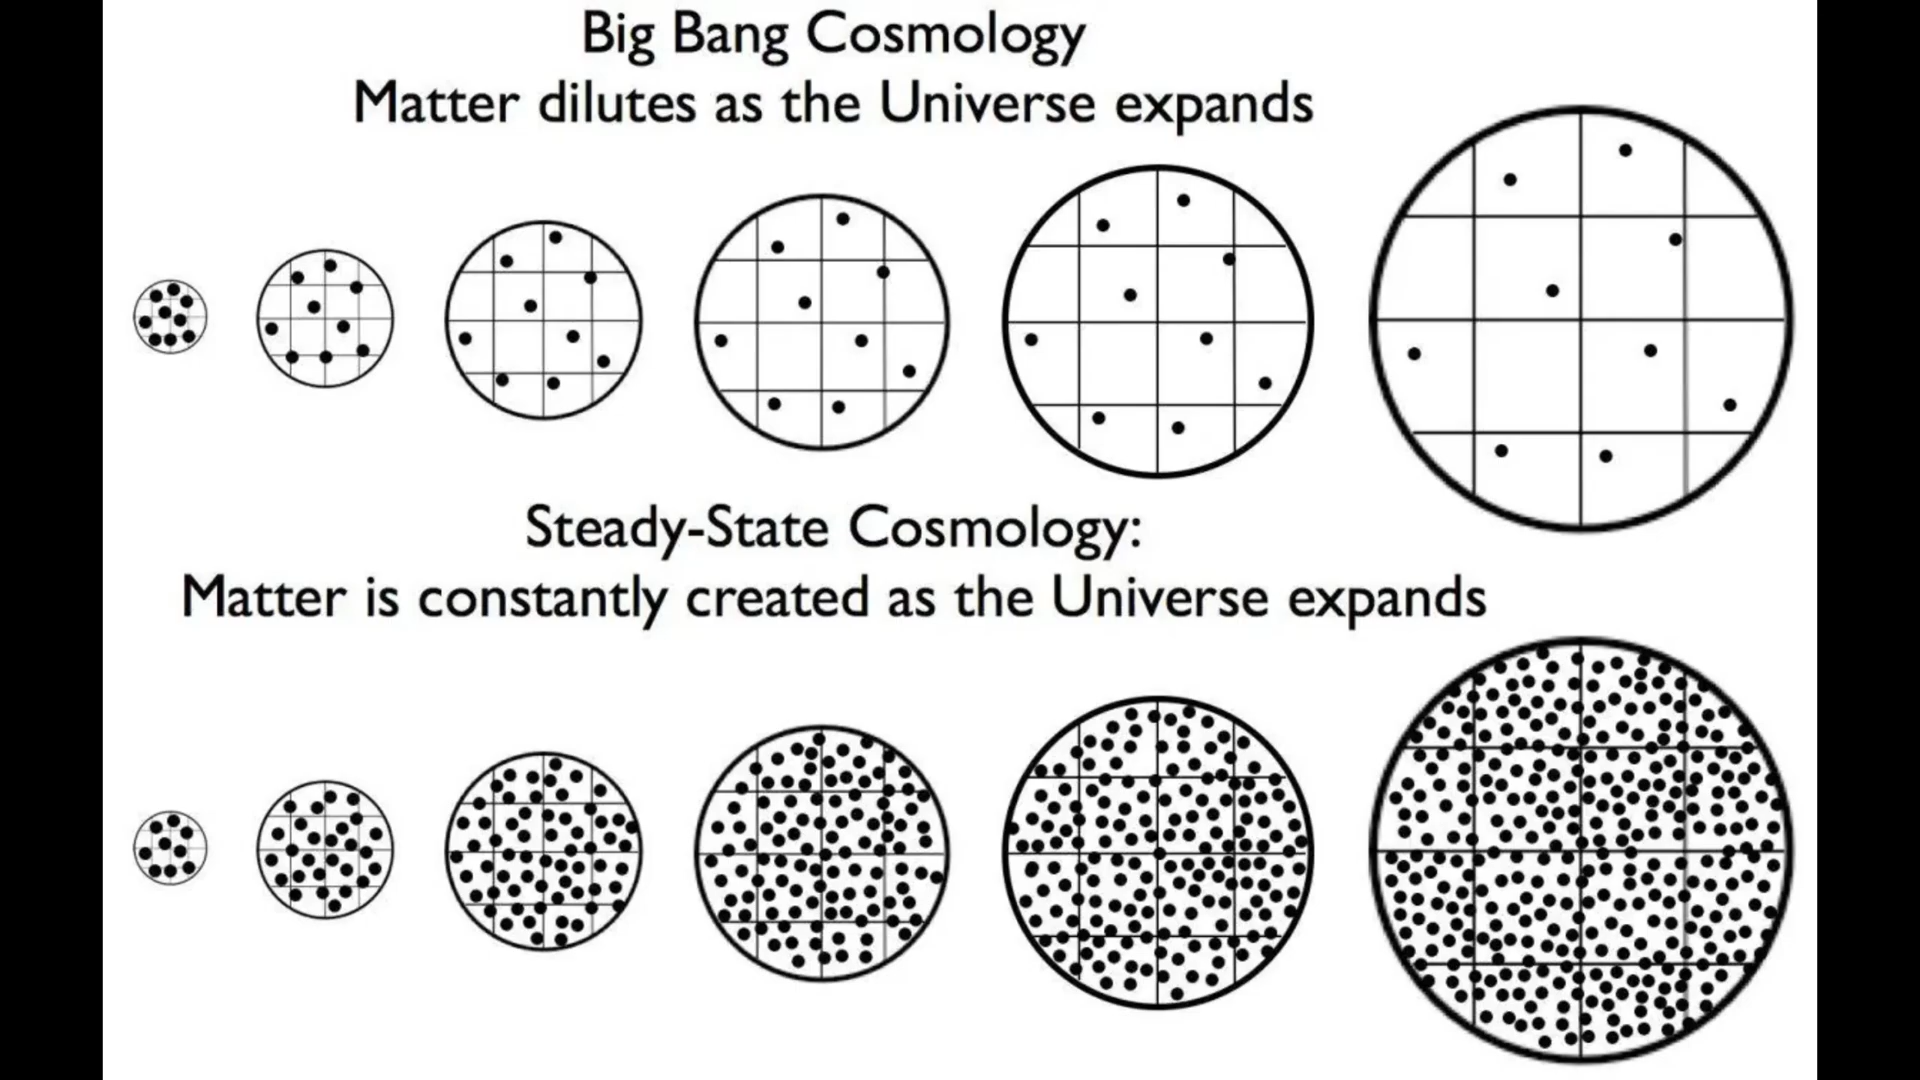 Big Bang Cosmology
Matter dilutes as the Universe expands
Steady-State Cosmology:
Matter is constantly created as the Universe expands